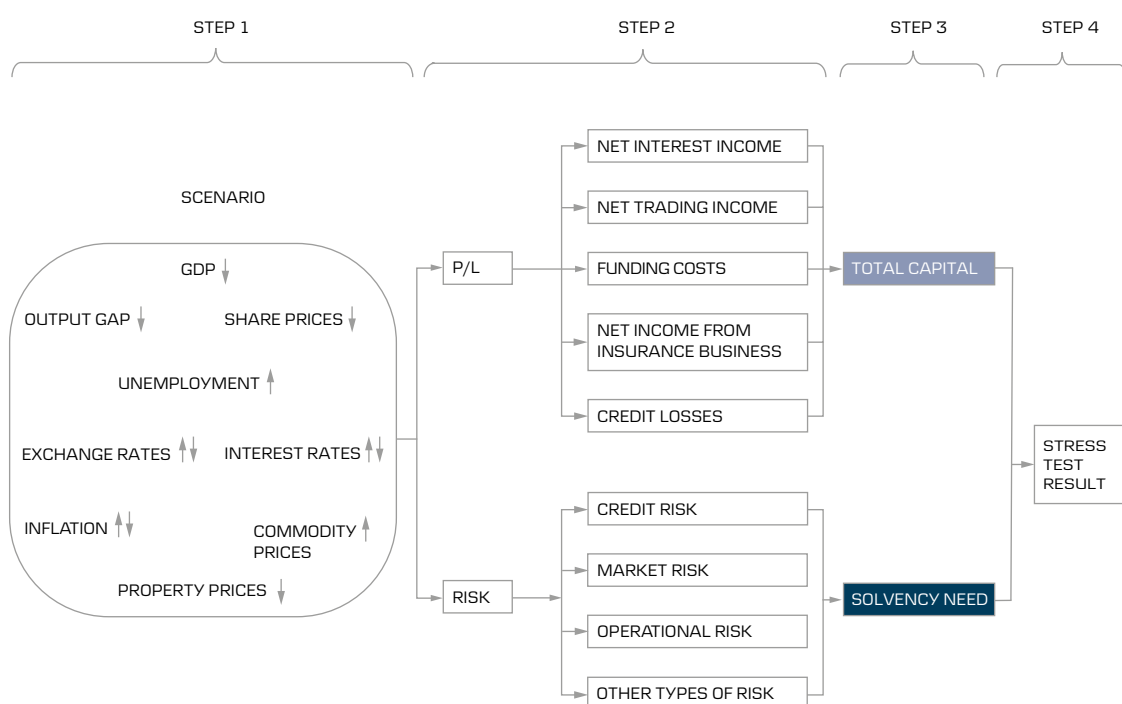 STEP 1
STEP 2
STEP 3
STEP 4
SCENARIO
GDP
OUTPUT GAP
SHARE PRICES
UNEMPLOYMENT
EXCHANGE RATES
INTEREST RATES
INFLATION
COMMODITY
PRICES
PROPERTY PRICES
P/L
RISK
NET INTEREST INCOME
NET TRADING INCOME
FUNDING COSTS
NET INCOME FROM
INSURANCE BUSINESS
CREDIT LOSSES
CREDIT RISK
MARKET RISK
OPERATIONAL RISK
OTHER TYPES OF RISK
TOTAL CAPITAL
SOLVENCY NEED
STRESS
TEST
RESULT